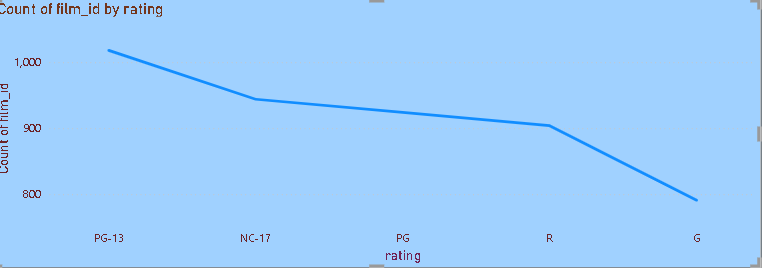 Count of film_id by rating
Count of film_id
1,000
900
800
PG-13 NC-17 PG R G
rating